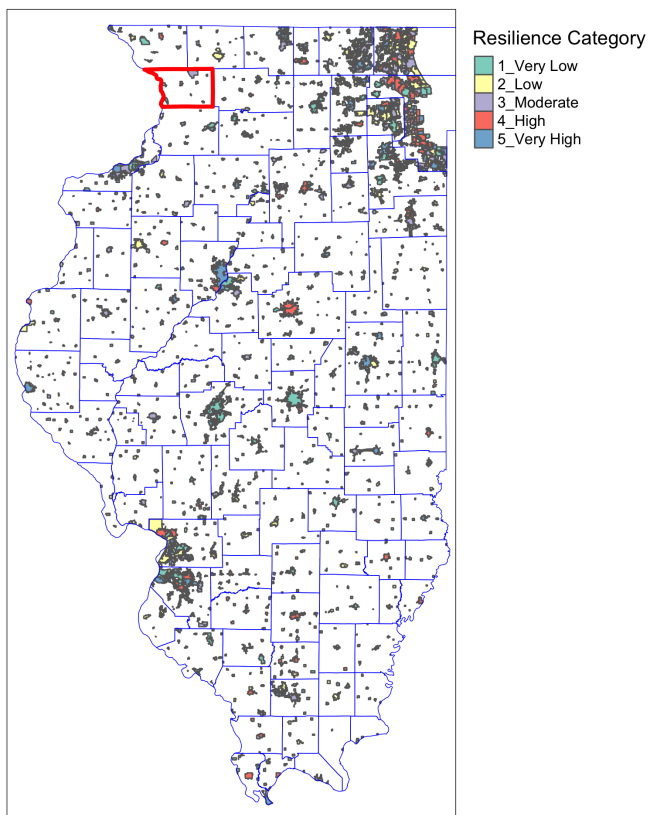 Resilience Category
1_Very Low
2_Low
3_Moderate
4_High
5_Very High